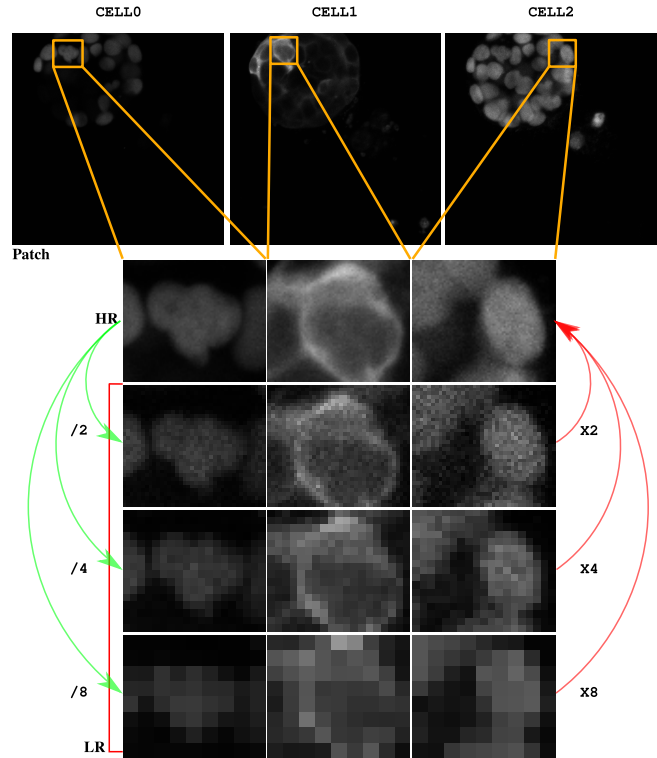 CELL0 CELL1 CELL2
Patch
HR
/2 X2
/4 X4
/8 X8
LR